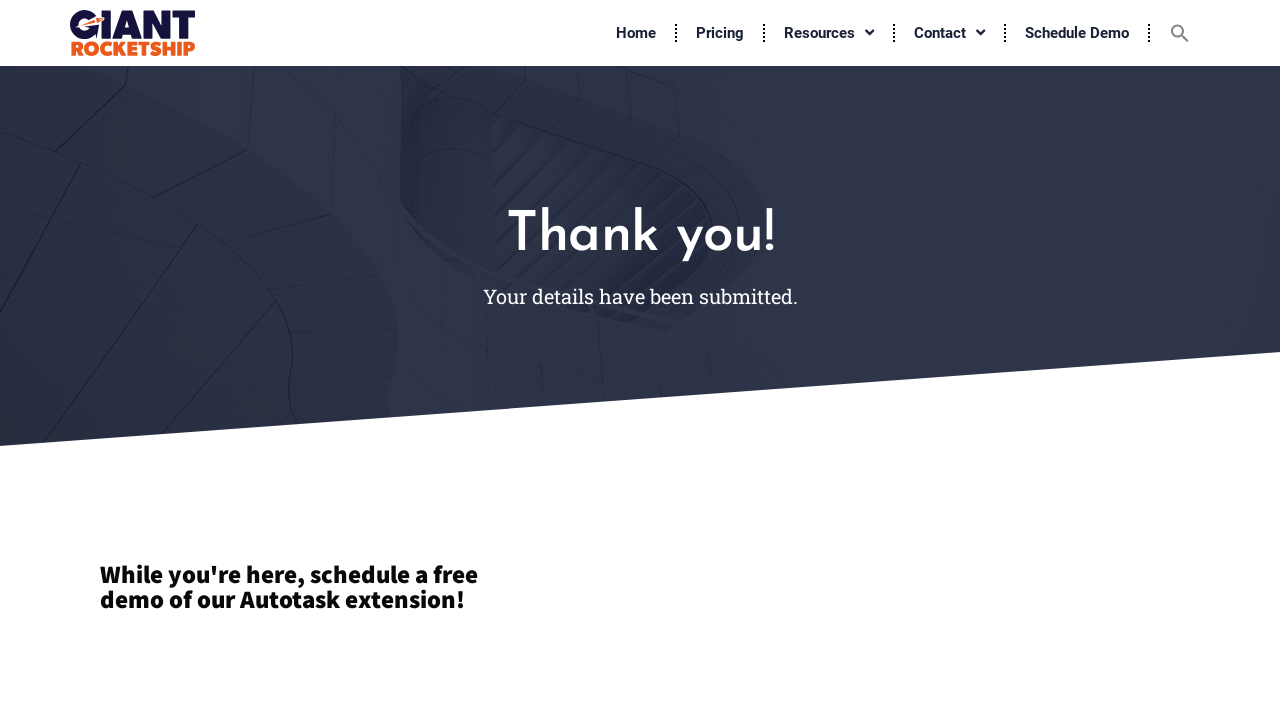 GIANT
ROCKETSHIP
Home
Pricing
Resources
Contact
Schedule Demo
Thank you!
Your details have been submitted.
While you're here, schedule a free
demo of our Autotask extension!